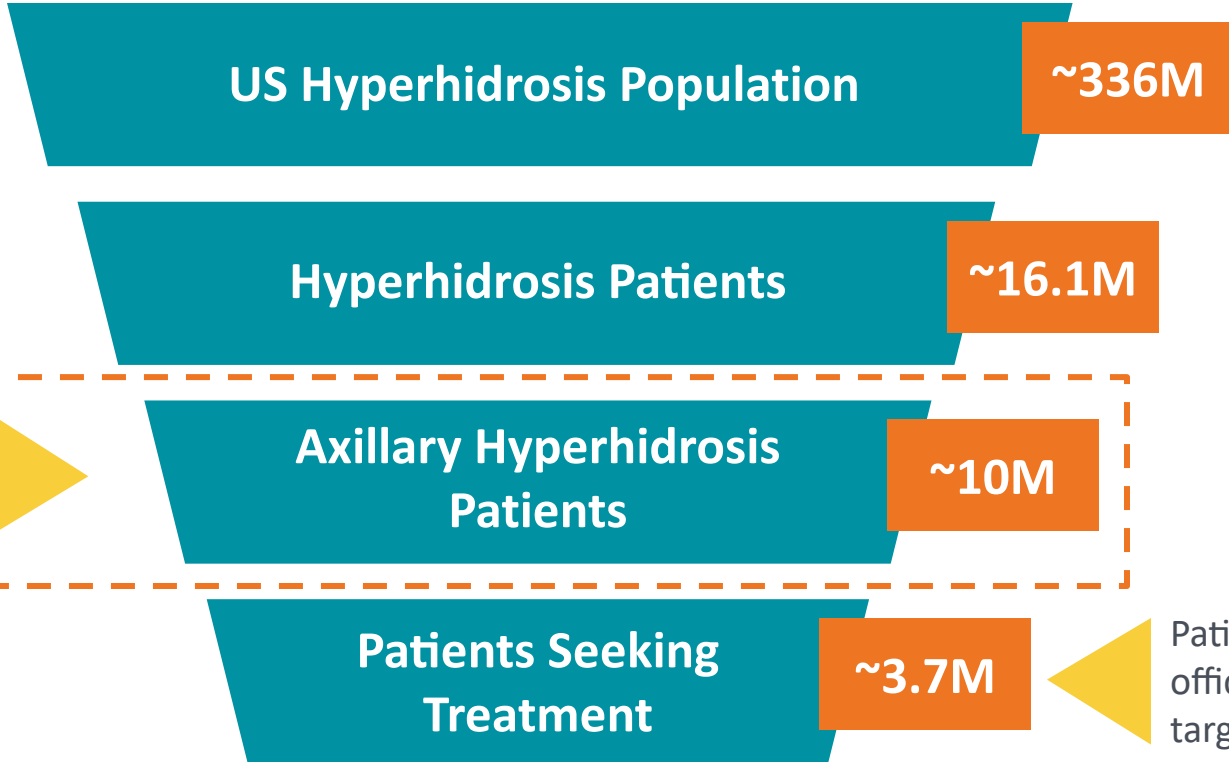 US Hyperhidrosis Population
~336M
Hyperhidrosis Patients
~16.1M
Axillary Hyperhidrosis
Patients
~10M
Patients Seeking
Treatment
~3.7M